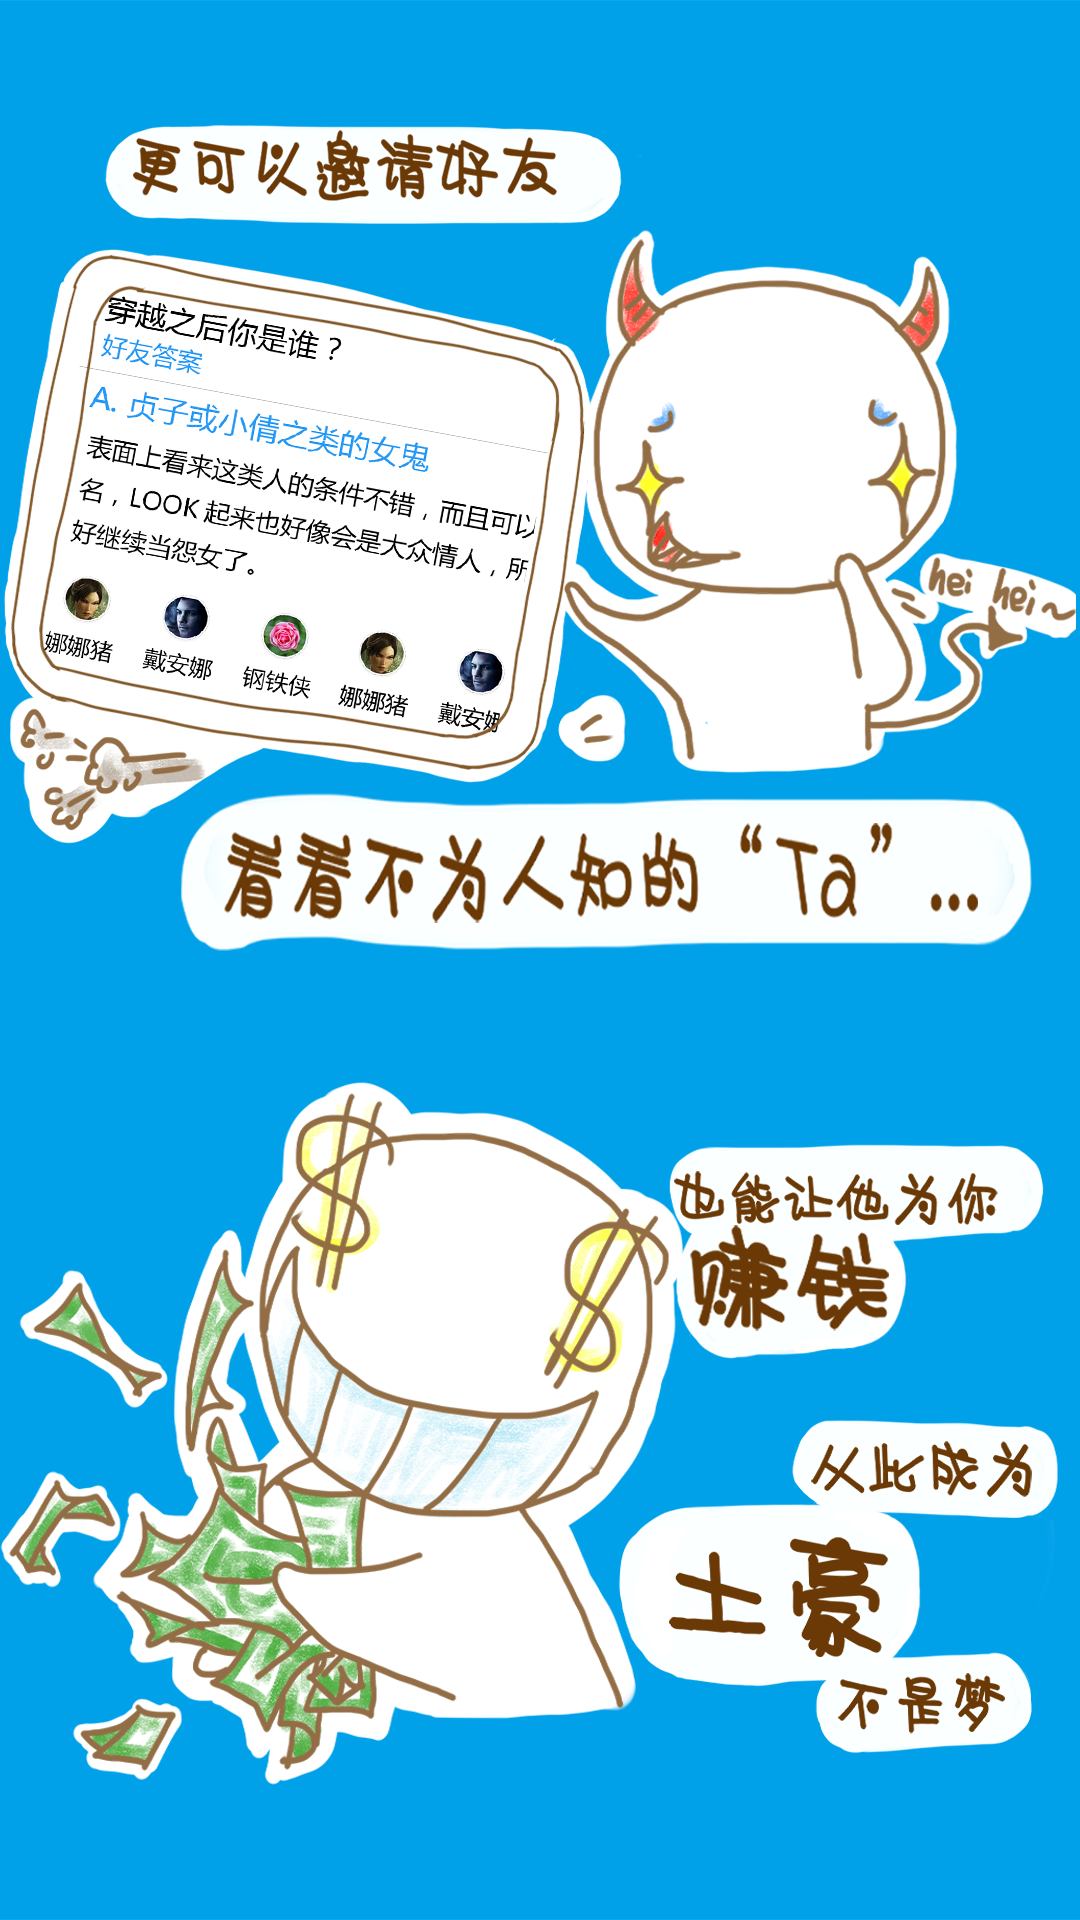 更可以邀请好友
穿越之后你是谁？
好友答案
A. 贞子或小倩之类的女鬼
表面上看来这类人的条件不错，而且可以
名，LOOK 起来也好像会是大众情人，所
好继续当怨女了。
娜娜猪 戴安娜 钢铁侠 娜娜猪 戴安娜
hei hei~
看看不为人知的“Ta”...
也能让他为你
赚钱
从此成为
土豪
不是梦